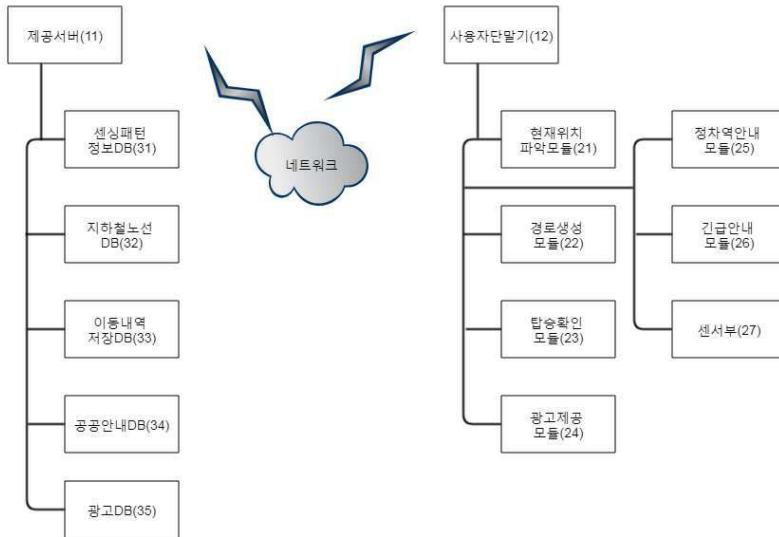 제공서버(11)
사용자단말기(12)
네트워크
센싱패턴
정보DB(31)
지하철노선
DB(32)
이동내역
저장DB(33)
공공안내DB(34)
광고DB(35)
현재위치
파악모듈(21)
경로생성
모듈(22)
탑승확인
모듈(23)
광고제공
모듈(24)
정차역안내
모듈(25)
긴급안내
모듈(26)
센서부(27)